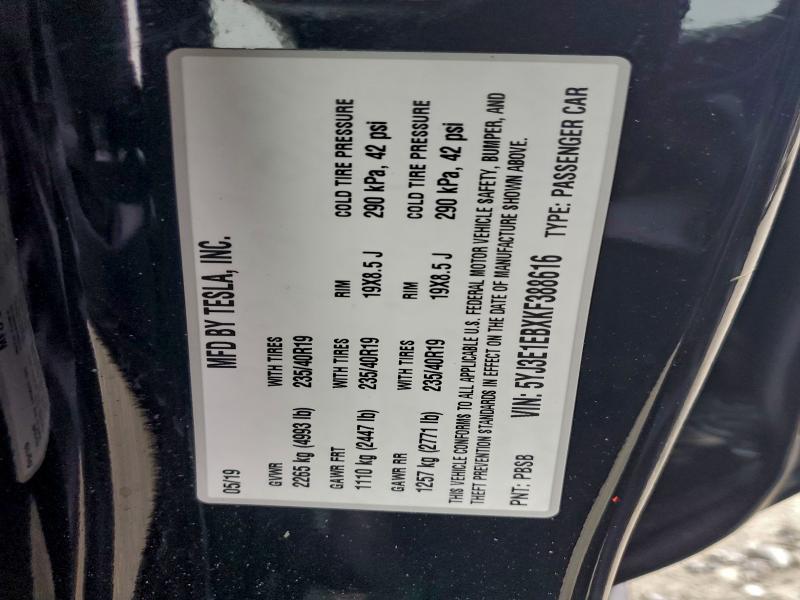 MFD BY TESLA, INC.
05/19
GVWR WITH TIRES
2265 kg (4993 lb) 235/40R19
GAWR FRT WITH TIRES RIM COLD TIRE PRESSURE
1110 kg (2447 lb) 235/40R19 19X8.5 J 290 kPa, 42 psi
GAWR RR WITH TIRES RIM COLD TIRE PRESSURE
1257 kg (2771 lb) 235/40R19 19X8.5 J 290 kPa, 42 psi
THIS VEHICLE CONFORMS TO ALL APPLICABLE U.S. FEDERAL MOTOR VEHICLE SAFETY, BUMPER, AND
THEFT PREVENTION STANDARDS IN EFFECT ON THE DATE OF MANUFACTURE SHOWN ABOVE.
PNT: PBSB VIN: 5YJ3E1EBXKF388616 TYPE: PASSENGER CAR